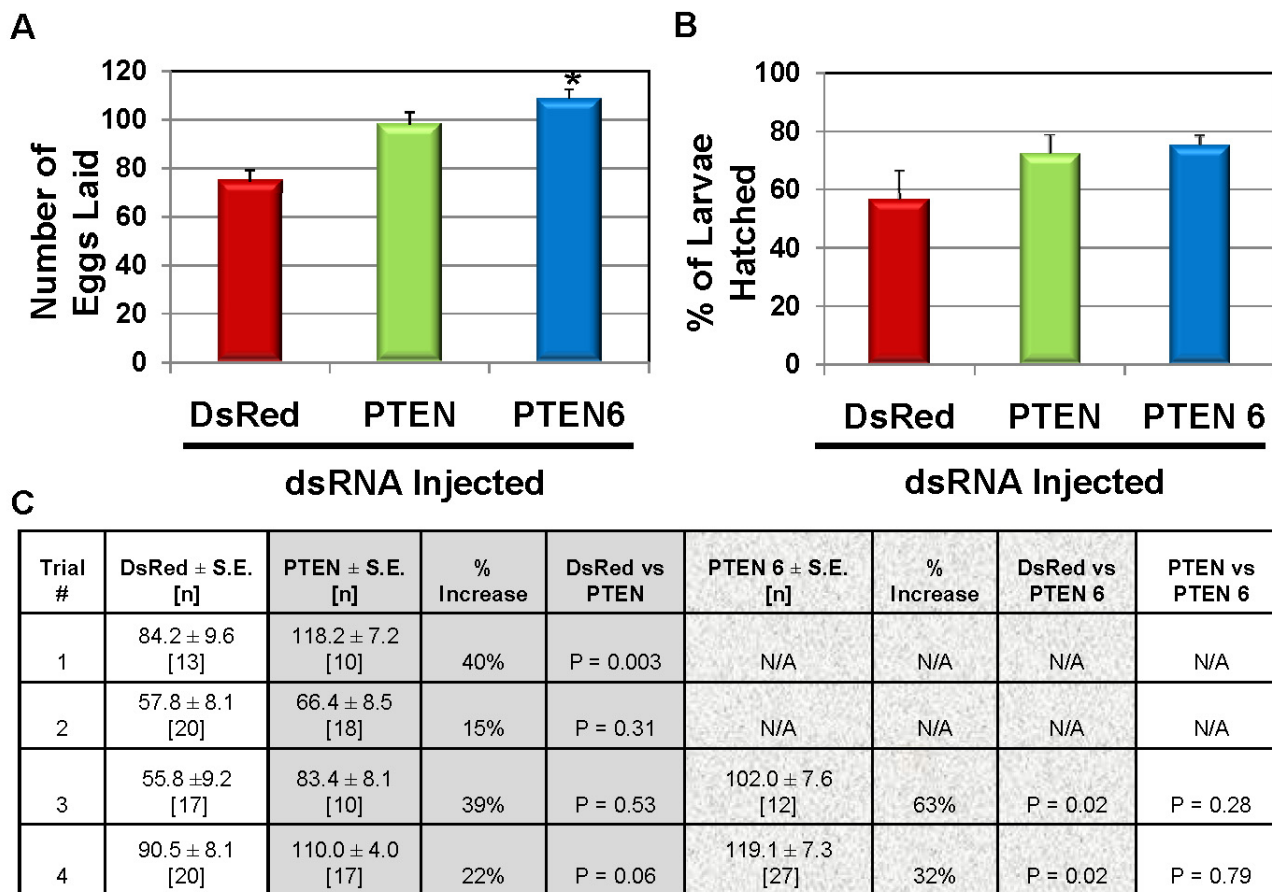 A
Number of
Eggs Laid
120
100
80
60
40
20
0
*
DsRed PTEN PTEN6
dsRNA Injected
B
% of Larvae
Hatched
100
80
60
40
20
0
DsRed PTEN PTEN 6
dsRNA Injected
C
Trial
#
DsRed ± S.E.
[n]
PTEN ± S.E.
[n]
%
Increase
DsRed vs
PTEN
PTEN 6 ± S.E.
[n]
%
Increase
DsRed vs
PTEN 6
PTEN vs
PTEN 6
1
84.2 ± 9.6
[13]
118.2 ± 7.2
[10]
40%
P = 0.003
N/A
N/A
N/A
N/A
2
57.8 ± 8.1
[20]
66.4 ± 8.5
[18]
15%
P = 0.31
N/A
N/A
N/A
N/A
3
55.8 ±9.2
[17]
83.4 ± 8.1
[10]
39%
P = 0.53
102.0 ± 7.6
[12]
63%
P = 0.02
P = 0.28
4
90.5 ± 8.1
[20]
110.0 ± 4.0
[17]
22%
P = 0.06
119.1 ± 7.3
[27]
32%
P = 0.02
P = 0.79